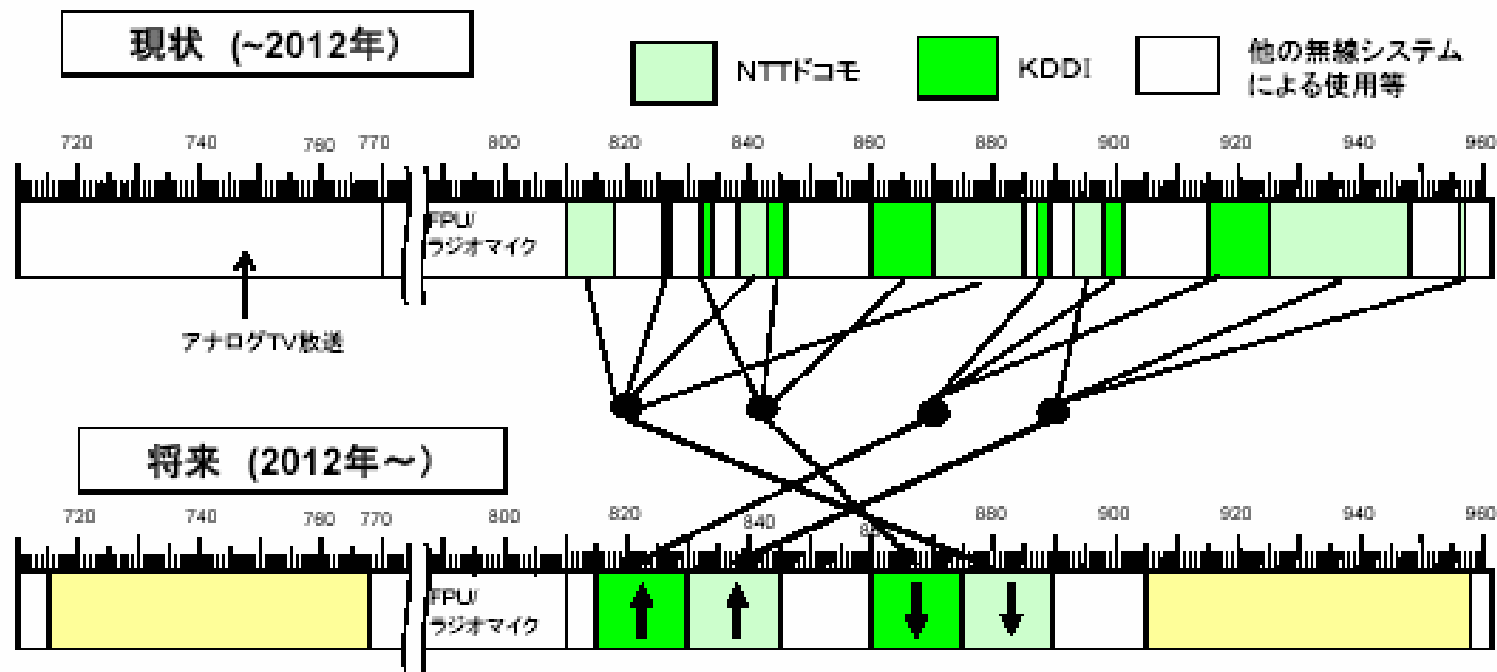 現状 (~2012年)
NTTドコモ
KDDI
他の無線システム
による使用等
720 740 760 770 800 820 840 860 880 900 920 940 960
FPU/
ラジオマイク
アナログTV放送
将来 (2012年～)
720 740 760 770 800 820 840 880 900 920 940 960
FPU/
ラジオマイク